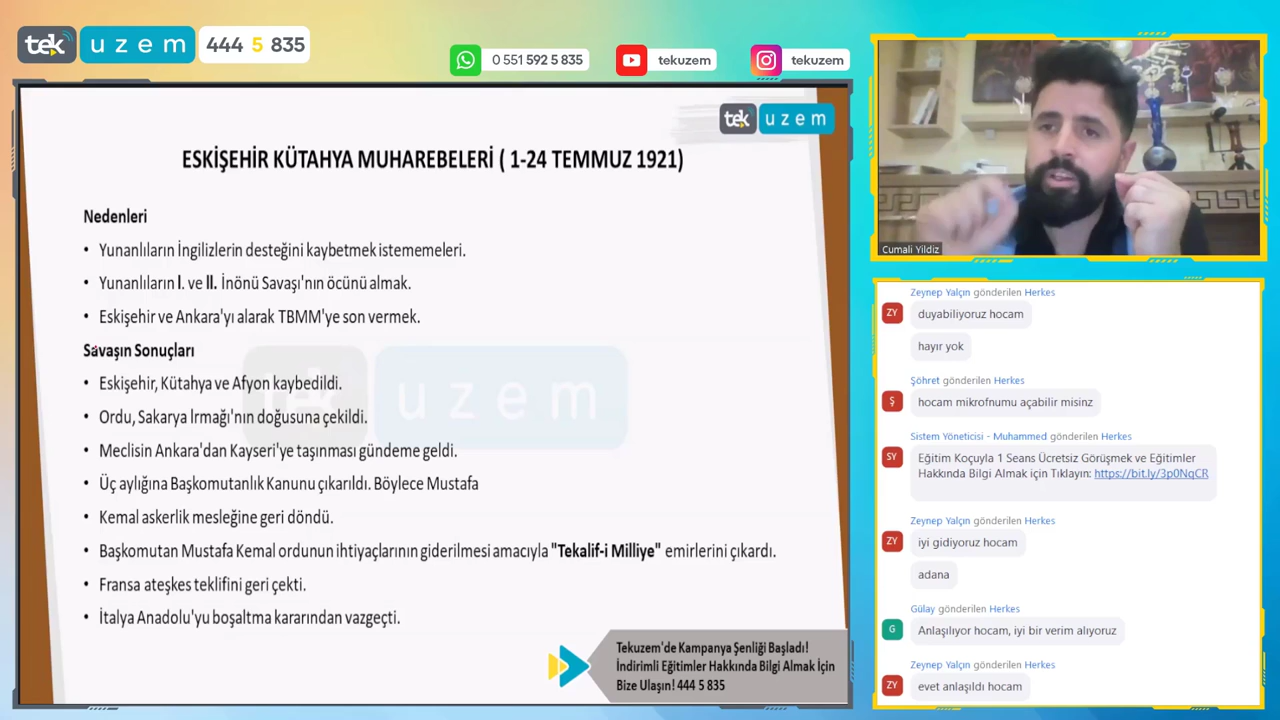 tek uzem 444 5 835
0 551 592 5 835
tekuzem
tekuzem
tek uzem
ESKİŞEHİR KÜTAHYA MUHAREBELERİ ( 1-24 TEMMUZ 1921)
Nedenleri
• Yunanlıların İngilizlerin desteğini kaybetmek istememeleri.
• Yunanlıların I. ve II. İnönü Savaşı'nın öcünü almak.
• Eskişehir ve Ankara'yı alarak TBMM'ye son vermek.
Savaşın Sonuçları
• Eskişehir, Kütahya ve Afyon kaybedildi.
• Ordu, Sakarya Irmağı'nın doğusuna çekildi.
• Meclisin Ankara'dan Kayseri'ye taşınması gündeme geldi.
• Üç aylığına Başkomutanlık Kanunu çıkarıldı. Böylece Mustafa
• Kemal askerlik mesleğine geri döndü.
• Başkomutan Mustafa Kemal ordunun ihtiyaçlarının giderilmesi amacıyla "Tekalif-i Milliye" emirlerini çıkardı.
• Fransa ateşkes teklifini geri çekti.
• İtalya Anadolu'yu boşaltma kararından vazgeçti.
uzem
Tekuzem'de Kampanya Şenliği Başladı!
İndirimli Eğitimler Hakkında Bilgi Almak İçin
Bize Ulaşın! 444 5 835
Cumali Yildiz
Zeynep Yalçın gönderilen Herkes
ZY duyabiliyoruz hocam
hayır yok
Şöhret gönderilen Herkes
Ş hocam mikrofnumu açabilir misinz
Sistem Yöneticisi - Muhammed gönderilen Herkes
SY Eğitim Koçuyla 1 Seans Ücretsiz Görüşmek ve Eğitimler
Hakkında Bilgi Almak için Tıklayın: https://bit.ly/3p0NqCR
Zeynep Yalçın gönderilen Herkes
ZY iyi gidiyoruz hocam
adana
Gülay gönderilen Herkes
G Anlaşılıyor hocam, iyi bir verim alıyoruz
Zeynep Yalçın gönderilen Herkes
ZY evet anlaşıldı hocam